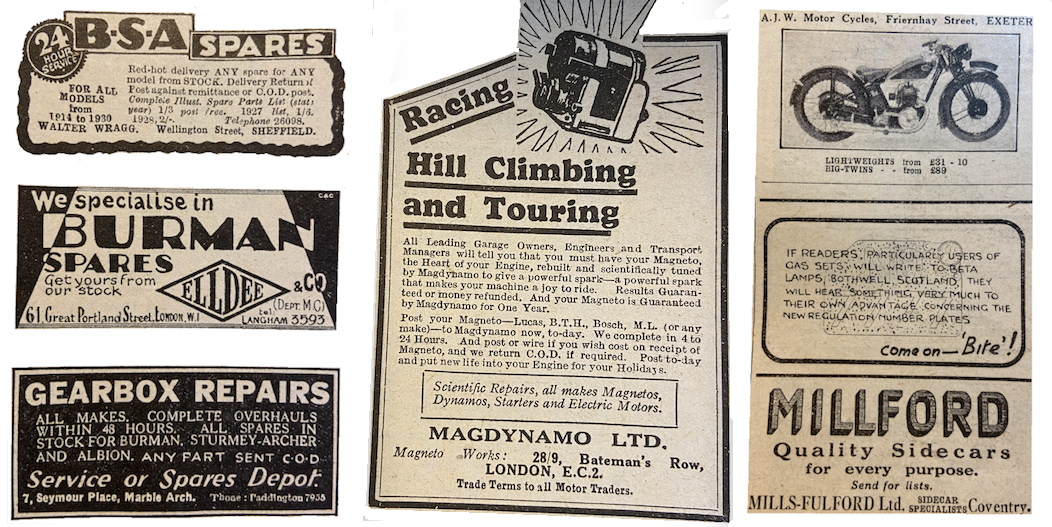 24
HOUR
SERVICE
B·S·A SPARES
Red-hot delivery ANY spare for ANY
model from STOCK. Delivery Return of
Post against remittance or C.O.D. post.
Complete Illust. Spare Parts List (state
year) 1/3 post free. 1927 list, 1/6.
1928, 2/-. Telephone 26098.
FOR ALL
MODELS
from
1914 to 1930
WALTER WRAGG. Wellington Street, SHEFFIELD.
We specialise in
BURMAN
SPARES
Get yours from
our stock
ELLDEE & CO
(DEPT. M.C)
61, Great Portland Street, LONDON, W.1
tel:
LANGHAM 3593
C&C
GEARBOX REPAIRS
ALL MAKES. COMPLETE OVERHAULS
WITHIN 48 HOURS. ALL SPARES IN
STOCK FOR BURMAN, STURMEY-ARCHER
AND ALBION. ANY PART SENT C·O·D·
Service or Spares Depot.
7, Seymour Place, Marble Arch. 'Phone: Paddington 7955
Racing
Hill Climbing
and Touring
All Leading Garage Owners, Engineers and Transport
Managers will tell you that you must have your Magneto,
the Heart of your Engine, rebuilt and scientifically tuned
by Magdynamo to give a powerful spark—a powerful spark
that makes your machine a joy to ride. Results Guaran-
teed or money refunded. And your Magneto is Guaranteed
by Magdynamo for One Year.
Post your Magneto—Lucas, B.T.H., Bosch, M.L. (or any
make)—to Magdynamo now, to-day. We complete in 4 to
24 Hours. And post or wire if you wish cost on receipt of
Magneto, and we return C.O.D. if required. Post to-day
and put new life into your Engine for your Holidays.
Scientific Repairs, all makes Magnetos,
Dynamos, Starters and Electric Motors.
MAGDYNAMO LTD.
Magneto Works: 28/9, Bateman's Row,
LONDON, E.C.2.
Trade Terms to all Motor Traders.
A.J.W. Motor Cycles, Friernhay Street, EXETER
LIGHTWEIGHTS from £31 - 10
BIG-TWINS - - from £89
IF READERS, PARTICULARLY USERS OF
GAS SETS, WILL WRITE TO BETA
LAMPS, BOTHWELL, SCOTLAND, THEY
WILL HEAR SOMETHING VERY MUCH TO
THEIR OWN ADVANTAGE CONCERNING THE
NEW REGULATION NUMBER PLATES
come on—'Bite'!
MILLFORD
Quality Sidecars
for every purpose.
Send for lists.
MILLS-FULFORD Ltd. SIDECAR SPECIALISTS Coventry.